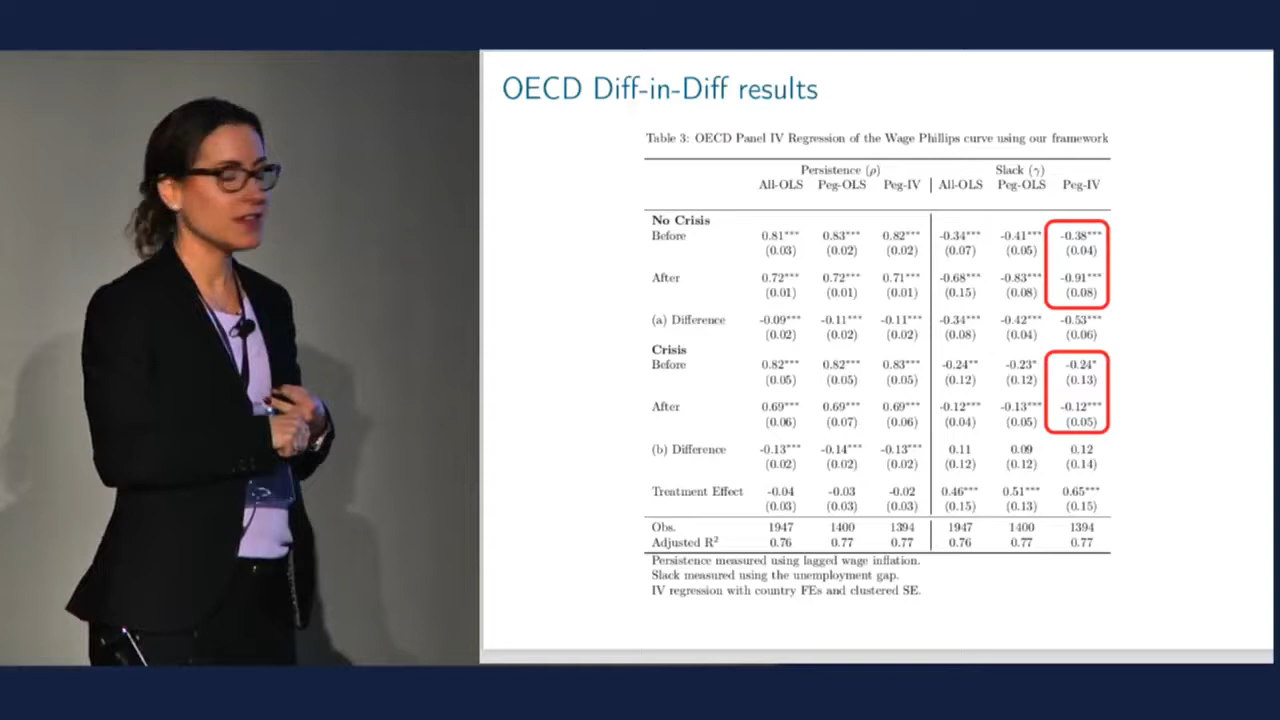 OECD Diff-in-Diff results
Table 3: OECD Panel IV Regression of the Wage Phillips curve using our framework
Persistence (ρ) Slack (γ)
All-OLS Peg-OLS Peg-IV All-OLS Peg-OLS Peg-IV
No Crisis
Before 0.81*** 0.83*** 0.82*** -0.34*** -0.41*** -0.38***
(0.03) (0.02) (0.02) (0.07) (0.05) (0.04)
After 0.72*** 0.72*** 0.71*** -0.68*** -0.83*** -0.91***
(0.01) (0.01) (0.01) (0.15) (0.08) (0.08)
(a) Difference -0.09*** -0.11*** -0.11*** -0.34*** -0.42*** -0.53***
(0.02) (0.02) (0.02) (0.08) (0.04) (0.06)
Crisis
Before 0.82*** 0.82*** 0.83*** -0.24** -0.23* -0.24*
(0.05) (0.05) (0.05) (0.12) (0.12) (0.13)
After 0.69*** 0.69*** 0.69*** -0.12*** -0.13*** -0.12***
(0.06) (0.07) (0.06) (0.04) (0.05) (0.05)
(b) Difference -0.13*** -0.14*** -0.13*** 0.11 0.09 0.12
(0.02) (0.02) (0.02) (0.12) (0.12) (0.14)
Treatment Effect -0.04 -0.03 -0.02 0.46*** 0.51*** 0.65***
(0.03) (0.03) (0.03) (0.15) (0.13) (0.15)
Obs. 1947 1400 1394 1947 1400 1394
Adjusted R² 0.76 0.77 0.77 0.76 0.77 0.77
Persistence measured using lagged wage inflation.
Slack measured using the unemployment gap.
IV regression with country FEs and clustered SE.